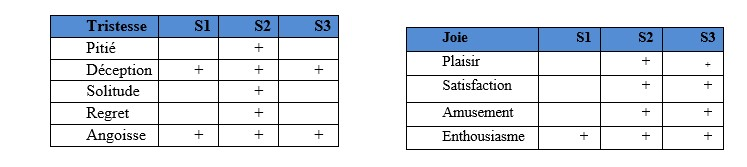 Tristesse S1 S2 S3
Pitié +
Déception + + +
Solitude +
Regret +
Angoisse + + +
Joie S1 S2 S3
Plaisir + +
Satisfaction + +
Amusement + +
Enthousiasme + + +